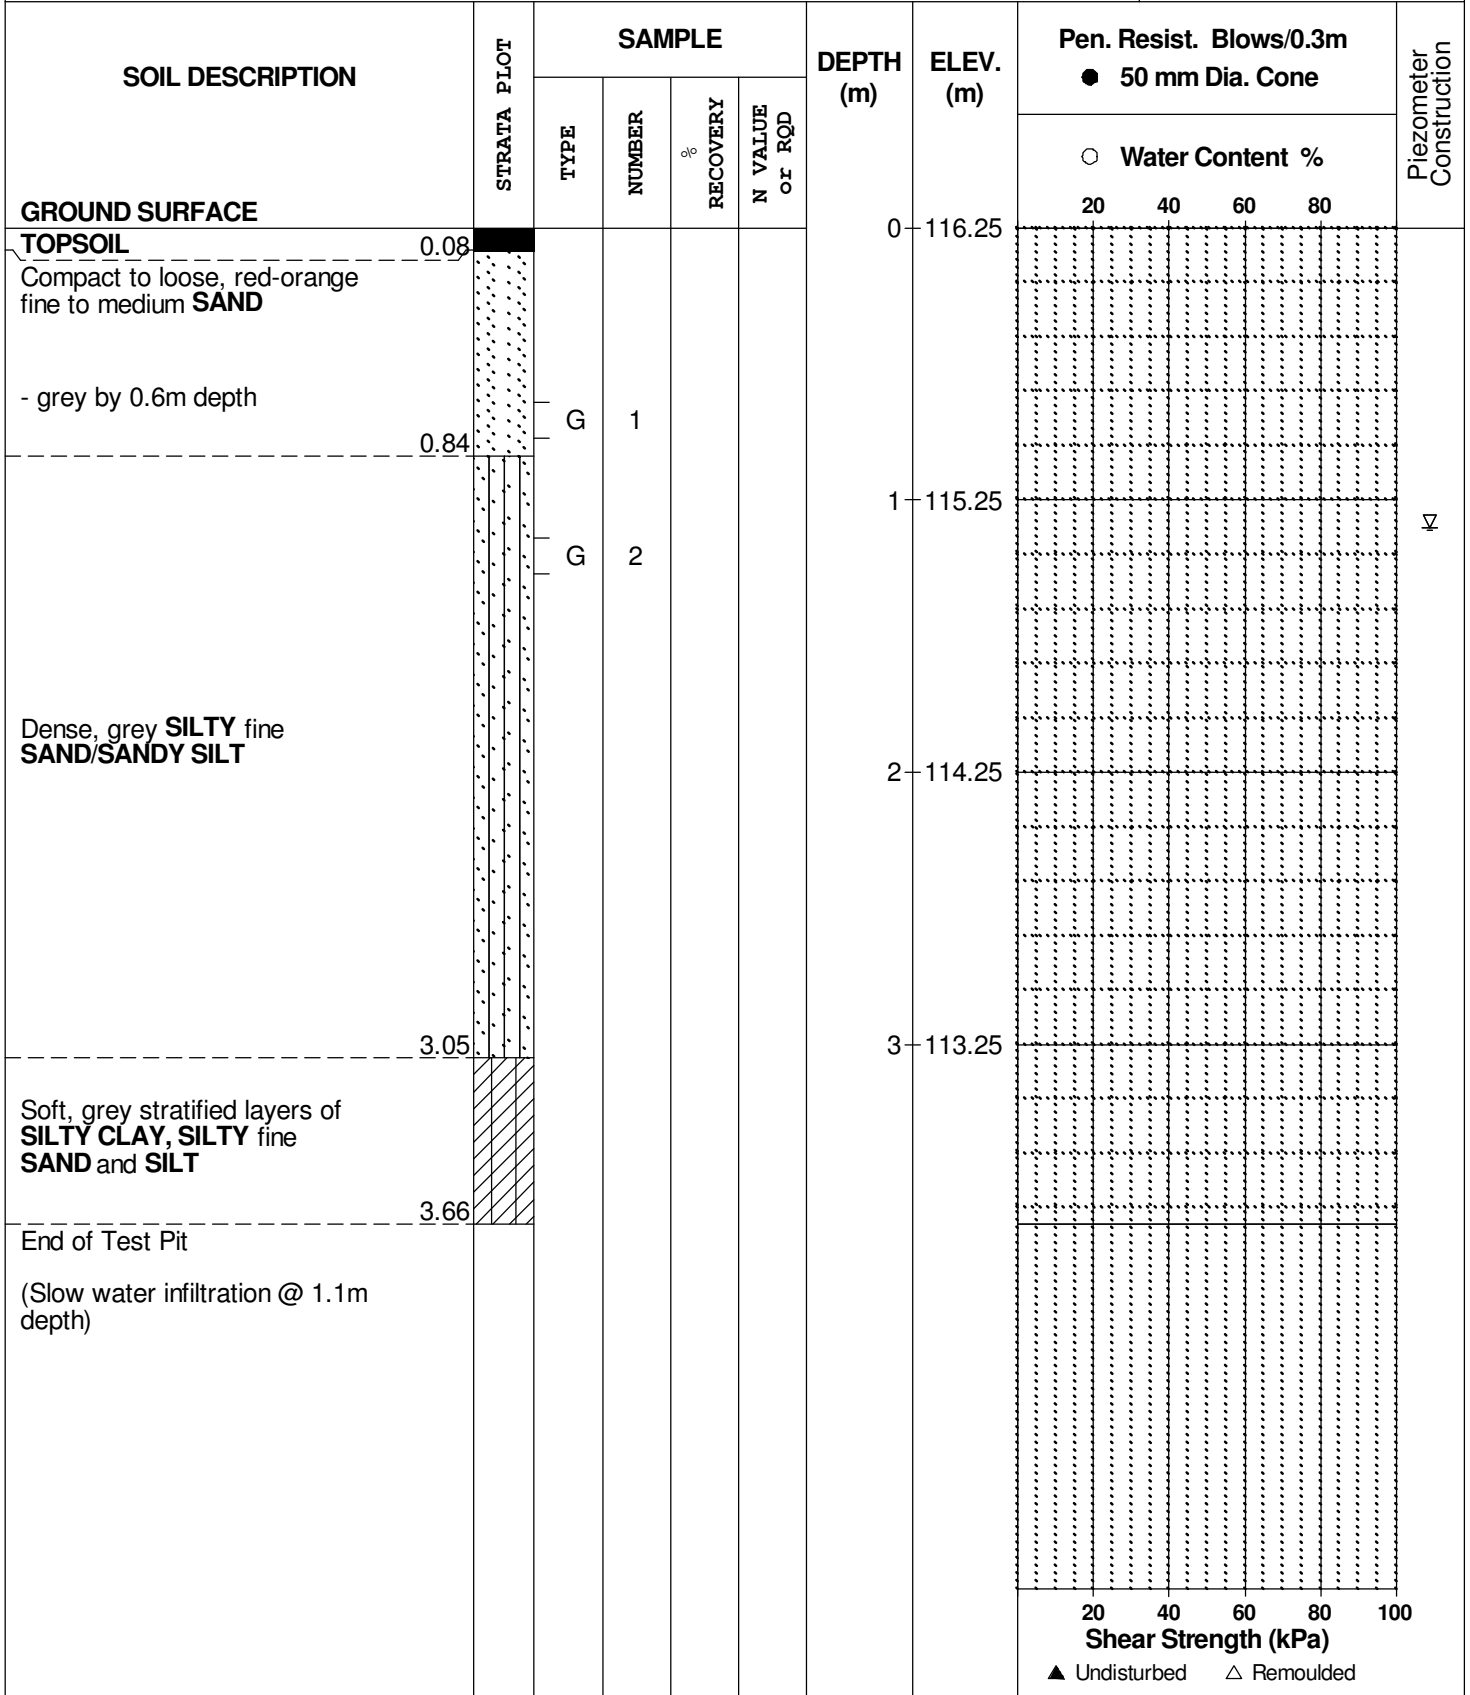 SOIL DESCRIPTION
STRATA PLOT
SAMPLE
TYPE
NUMBER
%
RECOVERY
N VALUE
or RQD
DEPTH
(m)
ELEV.
(m)
Pen. Resist. Blows/0.3m
● 50 mm Dia. Cone
○ Water Content %
20 40 60 80
Piezometer
Construction
GROUND SURFACE
0 116.25
TOPSOIL 0.08
Compact to loose, red-orange
fine to medium SAND
- grey by 0.6m depth
G 1
0.84
1 115.25
G 2
Dense, grey SILTY fine
SAND/SANDY SILT
2 114.25
3.05
3 113.25
Soft, grey stratified layers of
SILTY CLAY, SILTY fine
SAND and SILT
3.66
End of Test Pit
(Slow water infiltration @ 1.1m
depth)
20 40 60 80 100
Shear Strength (kPa)
▲ Undisturbed △ Remoulded